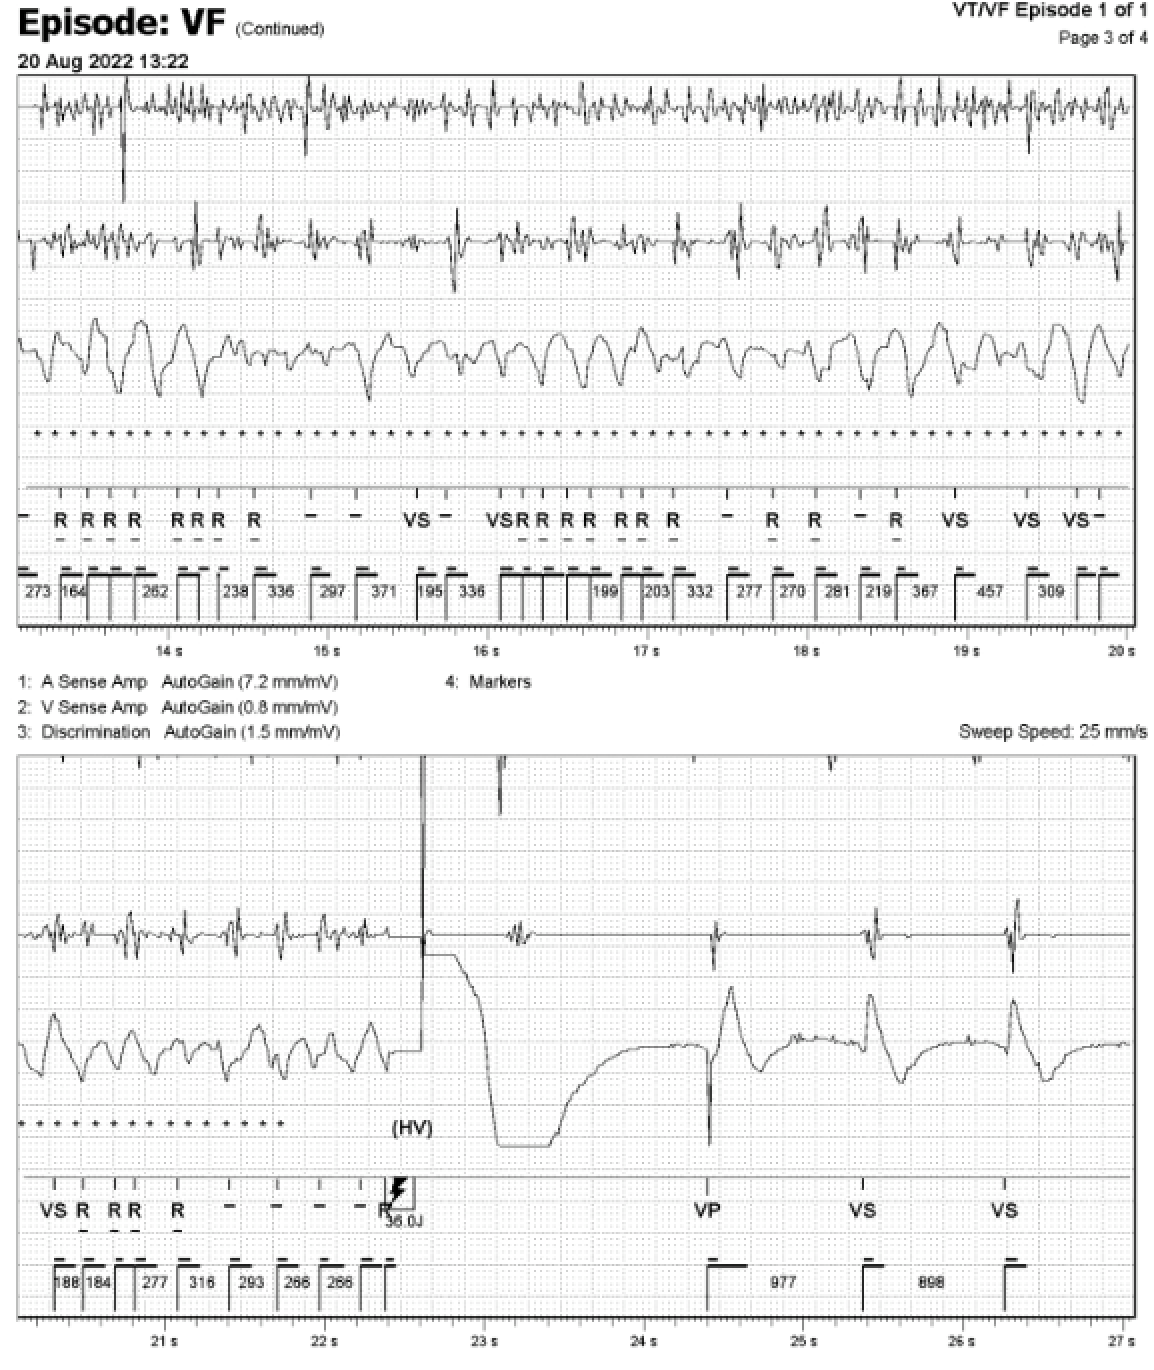 Episode: VF (Continued)
VT/VF Episode 1 of 1
Page 3 of 4
20 Aug 2022 13:22
– R R R R R R R R – – VS – VS R R R R R R R – R R – R VS VS VS –
273 164 262 238 336 297 371 195 336 199 203 332 277 270 281 219 367 457 309
14 s 15 s 16 s 17 s 18 s 19 s 20 s
1: A Sense Amp AutoGain (7.2 mm/mV) 4: Markers
2: V Sense Amp AutoGain (0.8 mm/mV)
3: Discrimination AutoGain (1.5 mm/mV) Sweep Speed: 25 mm/s
(HV)
VS R R R R – – – – R VP VS VS
36.0J
188 184 277 316 293 266 266 977 898
21 s 22 s 23 s 24 s 25 s 26 s 27 s